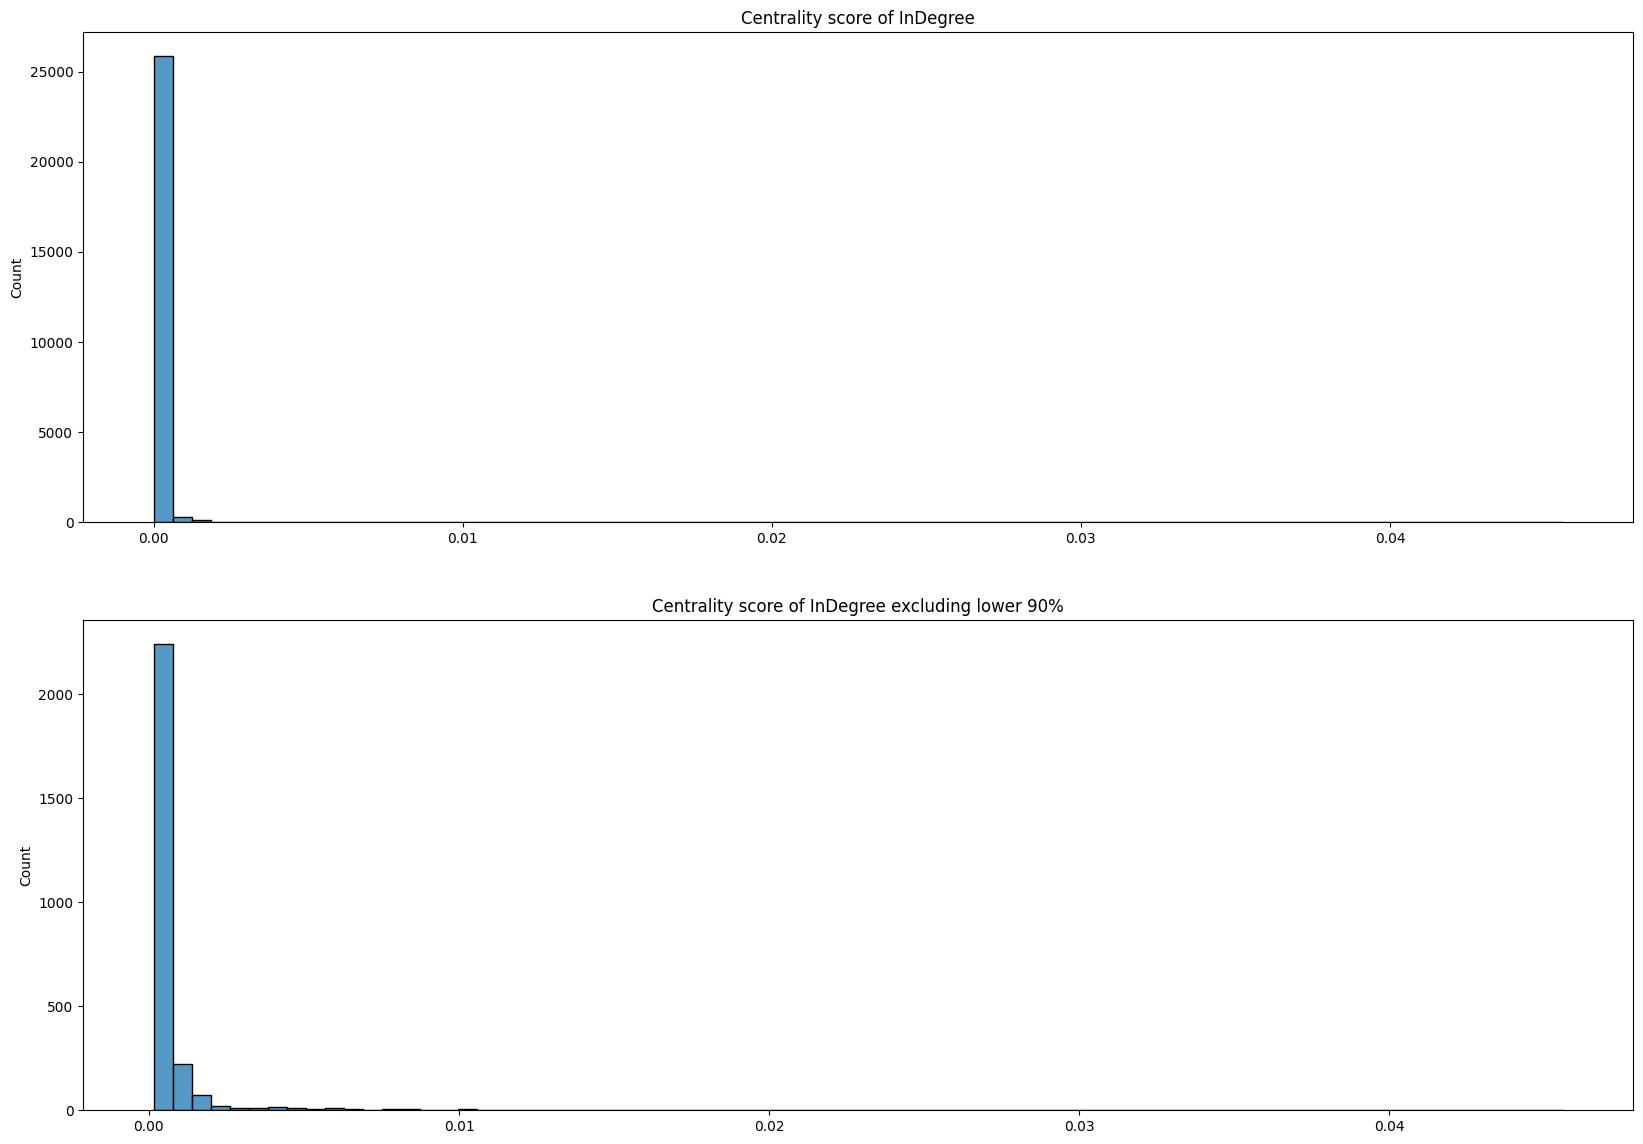 Centrality score of InDegree
25000
20000
15000
10000
5000
0
Count
0.00 0.01 0.02 0.03 0.04
Centrality score of InDegree excluding lower 90%
2000
1500
1000
500
0
Count
0.00 0.01 0.02 0.03 0.04